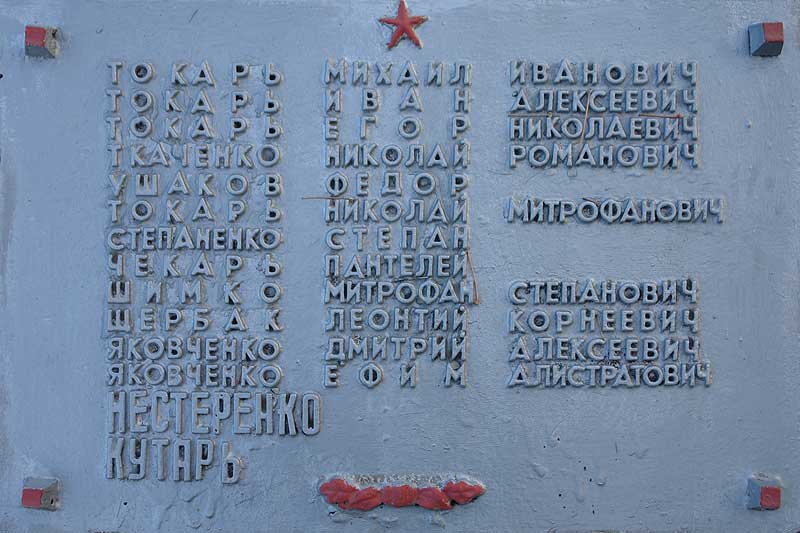 ТОКАРЬ МИХАИЛ ИВАНОВИЧ
ТОКАРЬ ИВАН АЛЕКСЕЕВИЧ
ТОКАРЬ ЕГОР НИКОЛАЕВИЧ
ТКАЧЕНКО НИКОЛАЙ РОМАНОВИЧ
УШАКОВ ФЕДОР
ТОКАРЬ НИКОЛАЙ МИТРОФАНОВИЧ
СТЕПАНЕНКО СТЕПАН
ЧЕКАРЬ ПАНТЕЛЕЙ
ШИМКО МИТРОФАН СТЕПАНОВИЧ
ЩЕРБАК ЛЕОНТИЙ КОРНЕЕВИЧ
ЯКОВЧЕНКО ДМИТРИЙ АЛЕКСЕЕВИЧ
ЯКОВЧЕНКО ЕФИМ АЛИСТРАТОВИЧ
НЕСТЕРЕНКО
КУТАРЬ